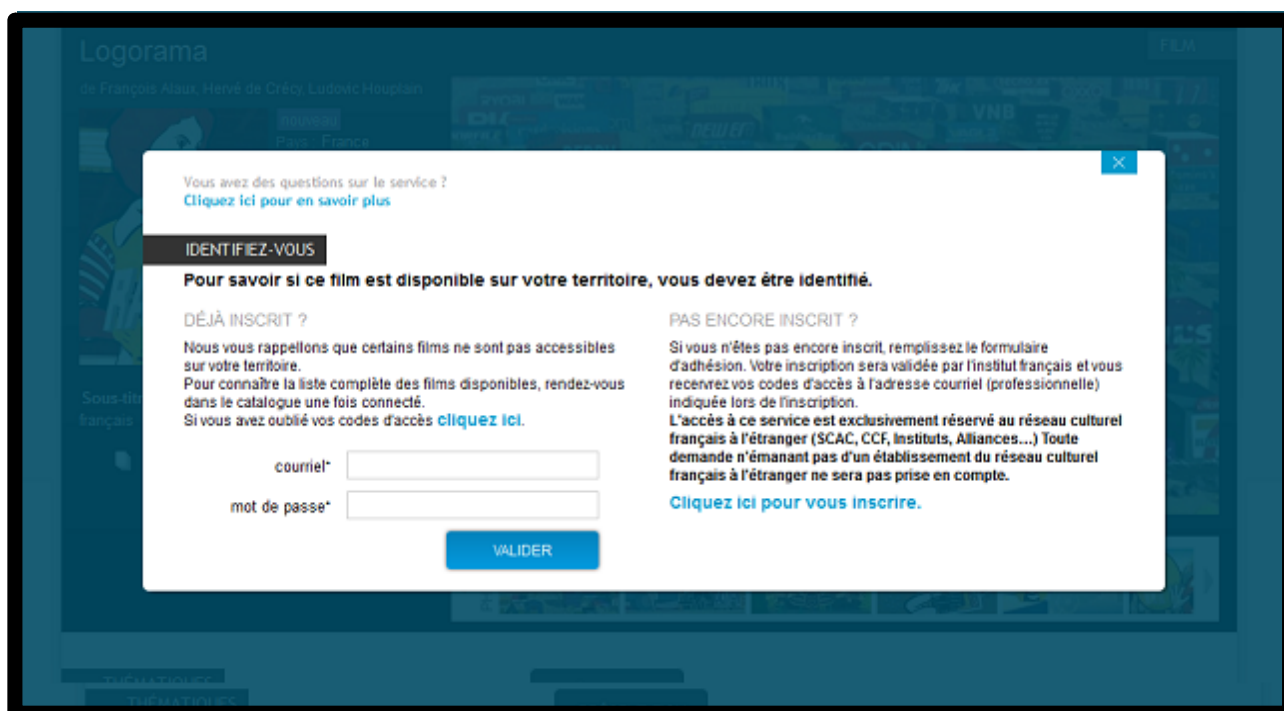 Logorama
FILM
de François Alaux, Hervé de Crécy, Ludovic Houplain
nouveau
Pays : France
VNB
Vous avez des questions sur le service ?
Cliquez ici pour en savoir plus
IDENTIFIEZ-VOUS
Pour savoir si ce film est disponible sur votre territoire, vous devez être identifié.
DÉJÀ INSCRIT ?
Nous vous rappellons que certains films ne sont pas accessibles
sur votre territoire.
Pour connaître la liste complète des films disponibles, rendez-vous
dans le catalogue une fois connecté.
Si vous avez oublié vos codes d'accès cliquez ici.
courriel*
mot de passe*
VALIDER
PAS ENCORE INSCRIT ?
Si vous n'êtes pas encore inscrit, remplissez le formulaire
d'adhésion. Votre inscription sera validée par l'institut français et vous
recevrez vos codes d'accès à l'adresse courriel (professionnelle)
indiquée lors de l'inscription.
L'accès à ce service est exclusivement réservé au réseau culturel
français à l'étranger (SCAC, CCF, Instituts, Alliances...) Toute
demande n'émanant pas d'un établissement du réseau culturel
français à l'étranger ne sera pas prise en compte.
Cliquez ici pour vous inscrire.
Sous-titr
français
THÉMATIQUES
THÉMATIQUES